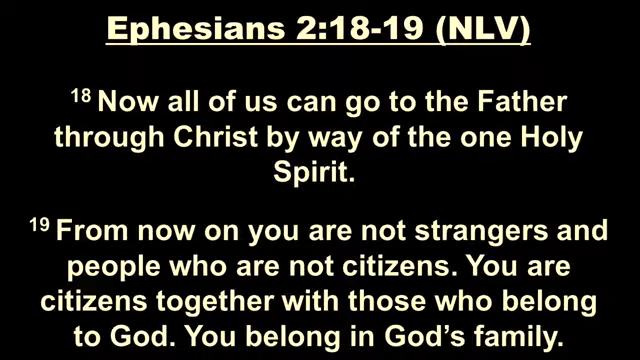 Ephesians 2:18-19 (NLV)
18 Now all of us can go to the Father
through Christ by way of the one Holy
Spirit.
19 From now on you are not strangers and
people who are not citizens. You are
citizens together with those who belong
to God. You belong in God’s family.